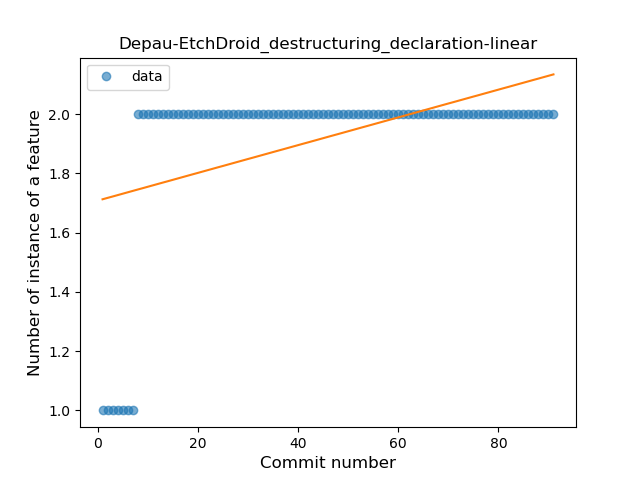 Depau-EtchDroid_destructuring_declaration-linear
data
Number of instance of a feature
2.0
1.8
1.6
1.4
1.2
1.0
0 20 40 60 80
Commit number